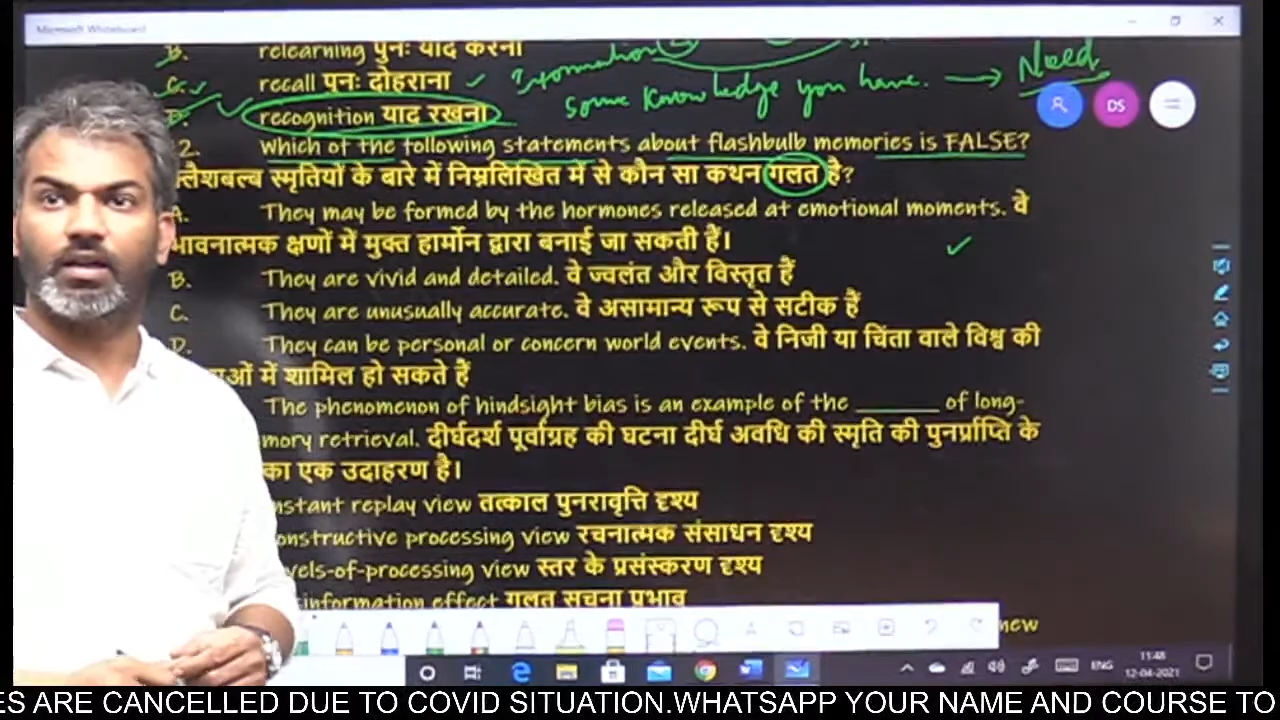 Microsoft Whiteboard
B. relearning पुनः याद करना
C. recall पुनः दोहराना
Information
some Knowledge you have. → Need
D. recognition याद रखना
DS
2. Which of the following statements about flashbulb memories is FALSE?
लैशबल्ब स्मृतियों के बारे में निम्नलिखित में से कौन सा कथन गलत है?
A. They may be formed by the hormones released at emotional moments. वे
भावनात्मक क्षणों में मुक्त हार्मोन द्वारा बनाई जा सकती हैं।
B. They are vivid and detailed. वे ज्वलंत और विस्तृत हैं
C. They are unusually accurate. वे असामान्य रूप से सटीक हैं
D. They can be personal or concern world events. वे निजी या चिंता वाले विश्व की
ओं में शामिल हो सकते हैं
The phenomenon of hindsight bias is an example of the ______ of long-
mory retrieval. दीर्घदर्श पूर्वाग्रह की घटना दीर्घ अवधि की स्मृति की पुनर्प्राप्ति के
का एक उदाहरण है।
nstant replay view तत्काल पुनरावृत्ति दृश्य
onstructive processing view रचनात्मक संसाधन दृश्य
vels-of-processing view स्तर के प्रसंस्करण दृश्य
information effect गलत सूचना प्रभाव
new
ENG
11:48
12-04-2021
ES ARE CANCELLED DUE TO COVID SITUATION.WHATSAPP YOUR NAME AND COURSE TO